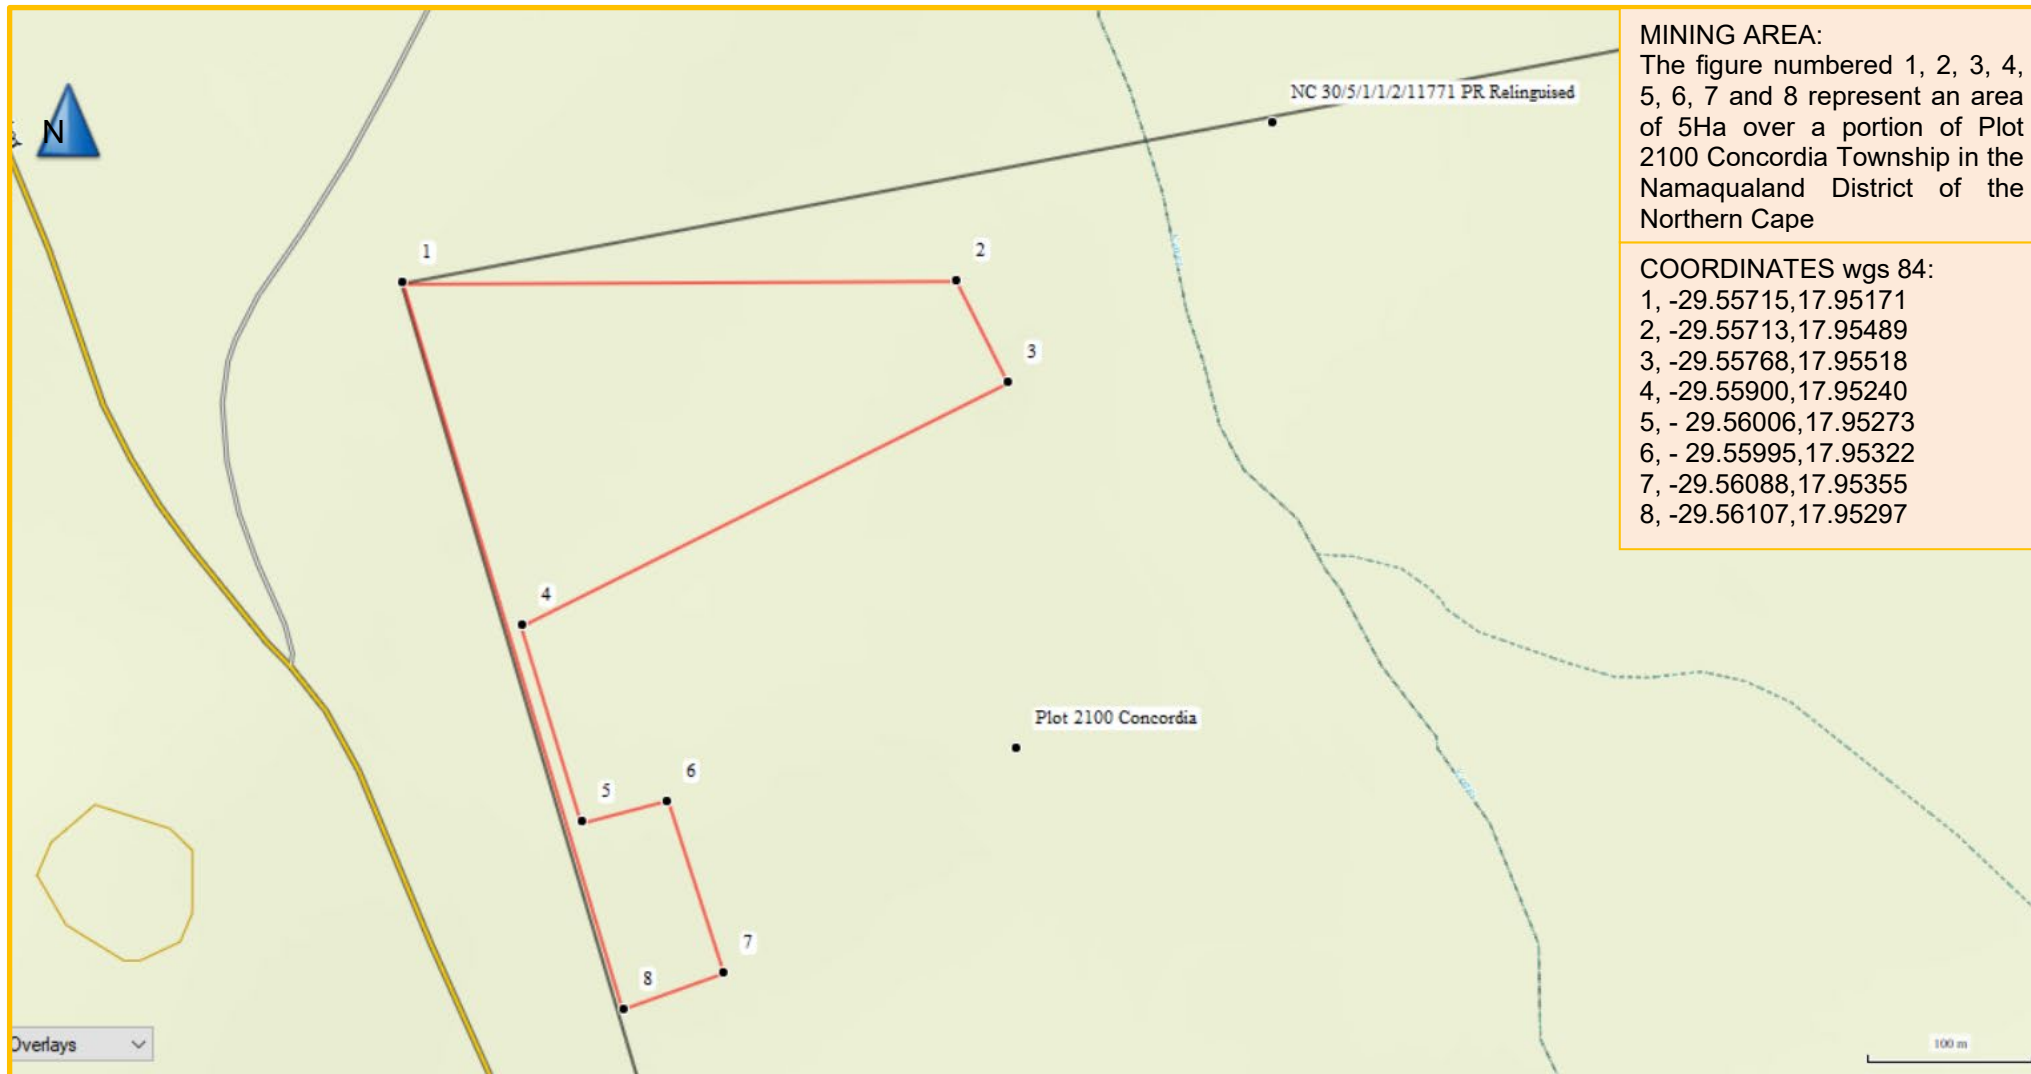 MINING AREA:
The figure numbered 1, 2, 3, 4,
5, 6, 7 and 8 represent an area
of 5Ha over a portion of Plot
2100 Concordia Township in the
Namaqualand District of the
Northern Cape
COORDINATES wgs 84:
1, -29.55715,17.95171
2, -29.55713,17.95489
3, -29.55768,17.95518
4, -29.55900,17.95240
5, - 29.56006,17.95273
6, - 29.55995,17.95322
7, -29.56088,17.95355
8, -29.56107,17.95297
N
NC 30/5/1/1/2/11771 PR Relinguised
1
2
3
4
5
6
7
8
Plot 2100 Concordia
Overlays
100 m